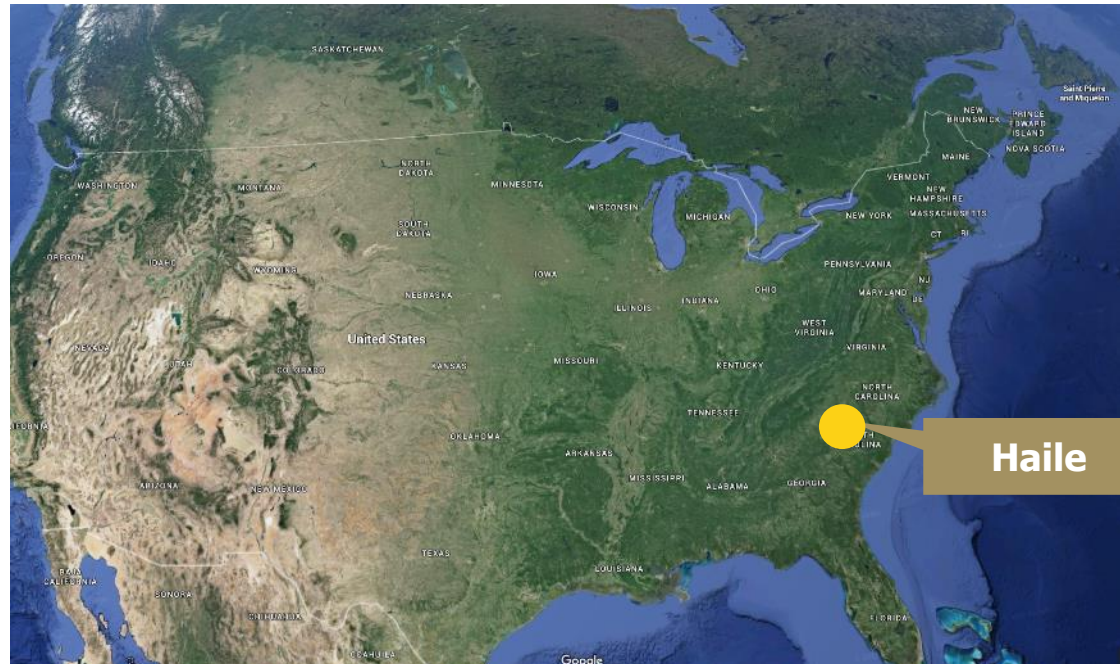 SASKATCHEWAN
Saint Pierre
and Miquelon
NEW
BRUNSWICK
PRINCE
EDWARD
ISLAND
NOVA SCOTIA
MAINE
NORTH
DAKOTA
VERMONT
WASHINGTON
MONTANA
MINNESOTA
NEW
HAMPSHIRE
WISCONSIN
MICHIGAN
NEW YORK
MASSACHUSETTS
SOUTH
DAKOTA
CT
RI
OREGON
IDAHO
WYOMING
IOWA
PENNSYLVANIA
NJ
OHIO
MARYLAND
DE
NEBRASKA
ILLINOIS
INDIANA
WEST
VIRGINIA
United States
NEVADA
UTAH
COLORADO
KANSAS
MISSOURI
KENTUCKY
VIRGINIA
NORTH
CAROLINA
TENNESSEE
OKLAHOMA
ARKANSAS
Haile
MISSISSIPPI
ALABAMA
GEORGIA
ARIZONA
NEW MEXICO
TEXAS
LOUISIANA
BAJA
CALIFORNIA
SONORA
CHIHUAHUA
FLORIDA
COAHUILA
Google